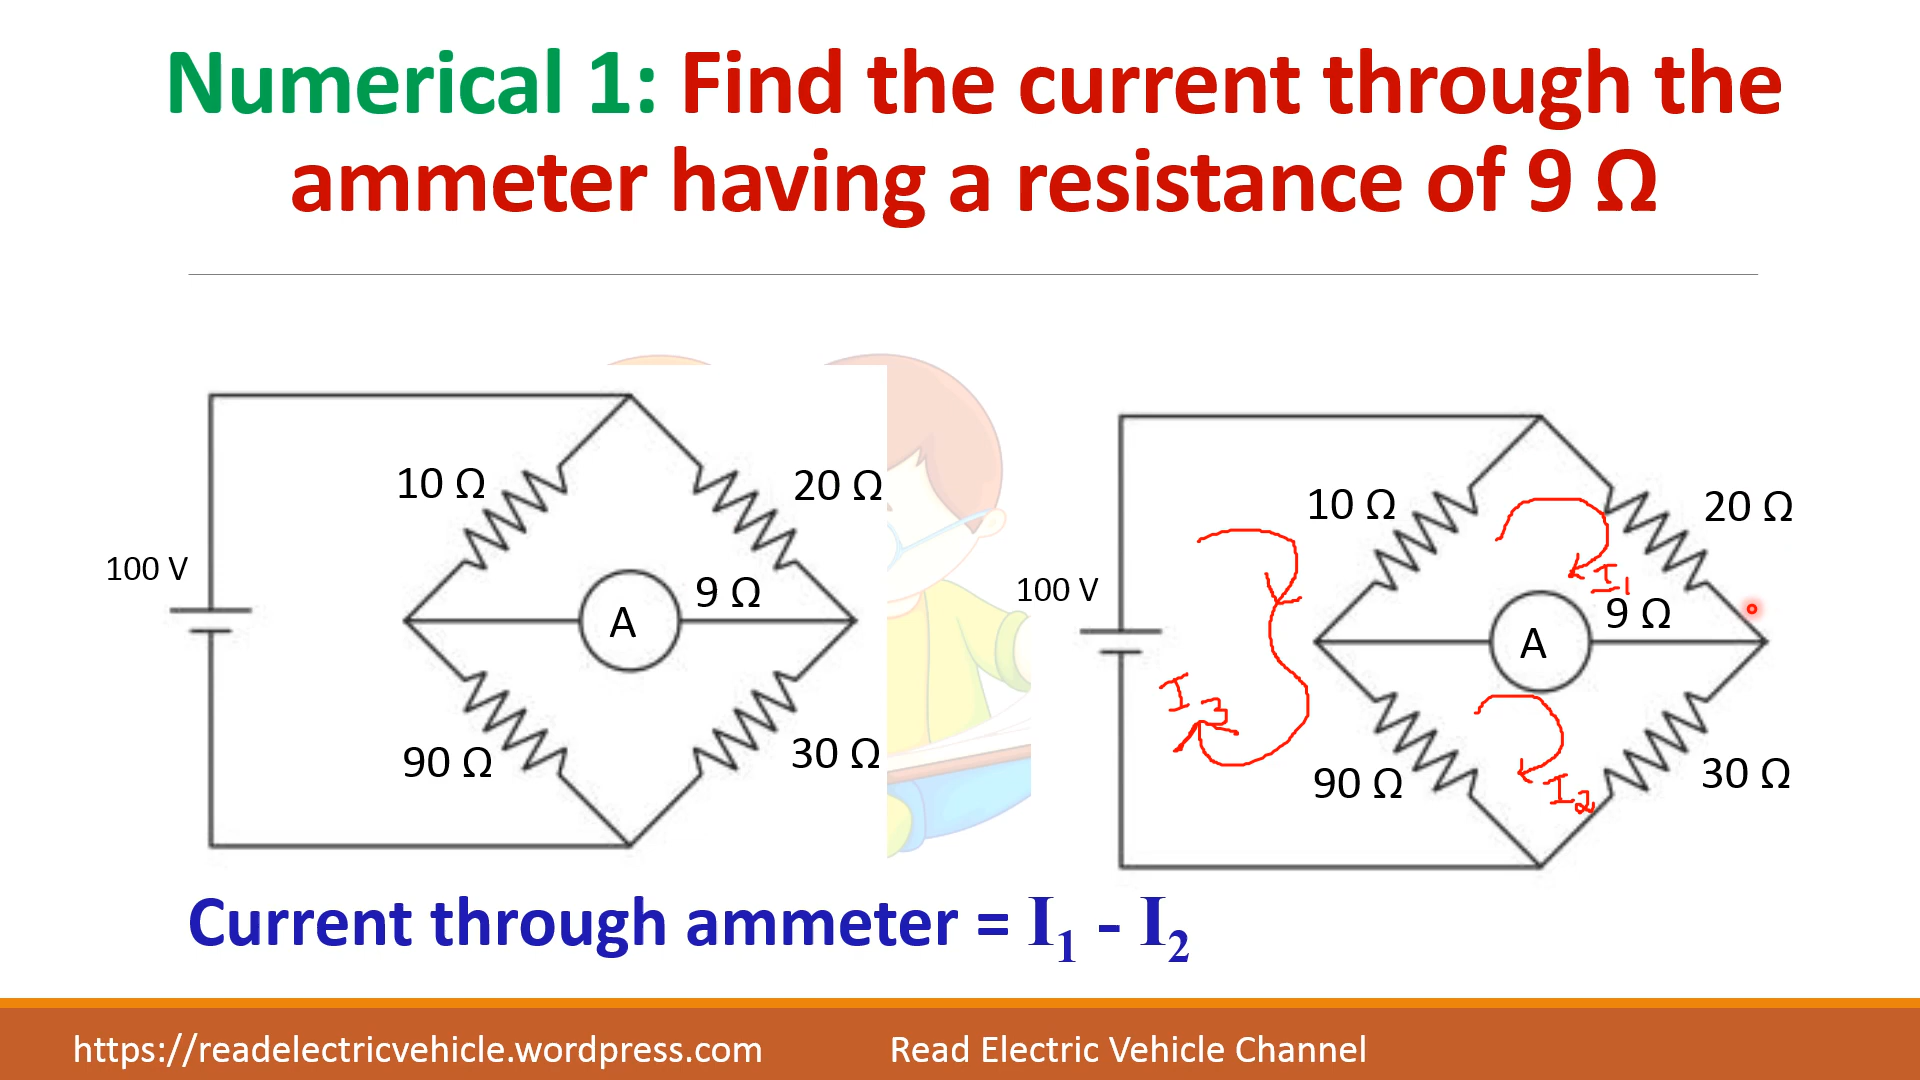 Numerical 1: Find the current through the
ammeter having a resistance of 9 Ω
10 Ω
20 Ω
100 V
9 Ω
A
90 Ω
30 Ω
10 Ω
20 Ω
100 V
I1
9 Ω
A
I3
90 Ω
I2
30 Ω
Current through ammeter = I₁ - I₂
https://readelectricvehicle.wordpress.com
Read Electric Vehicle Channel